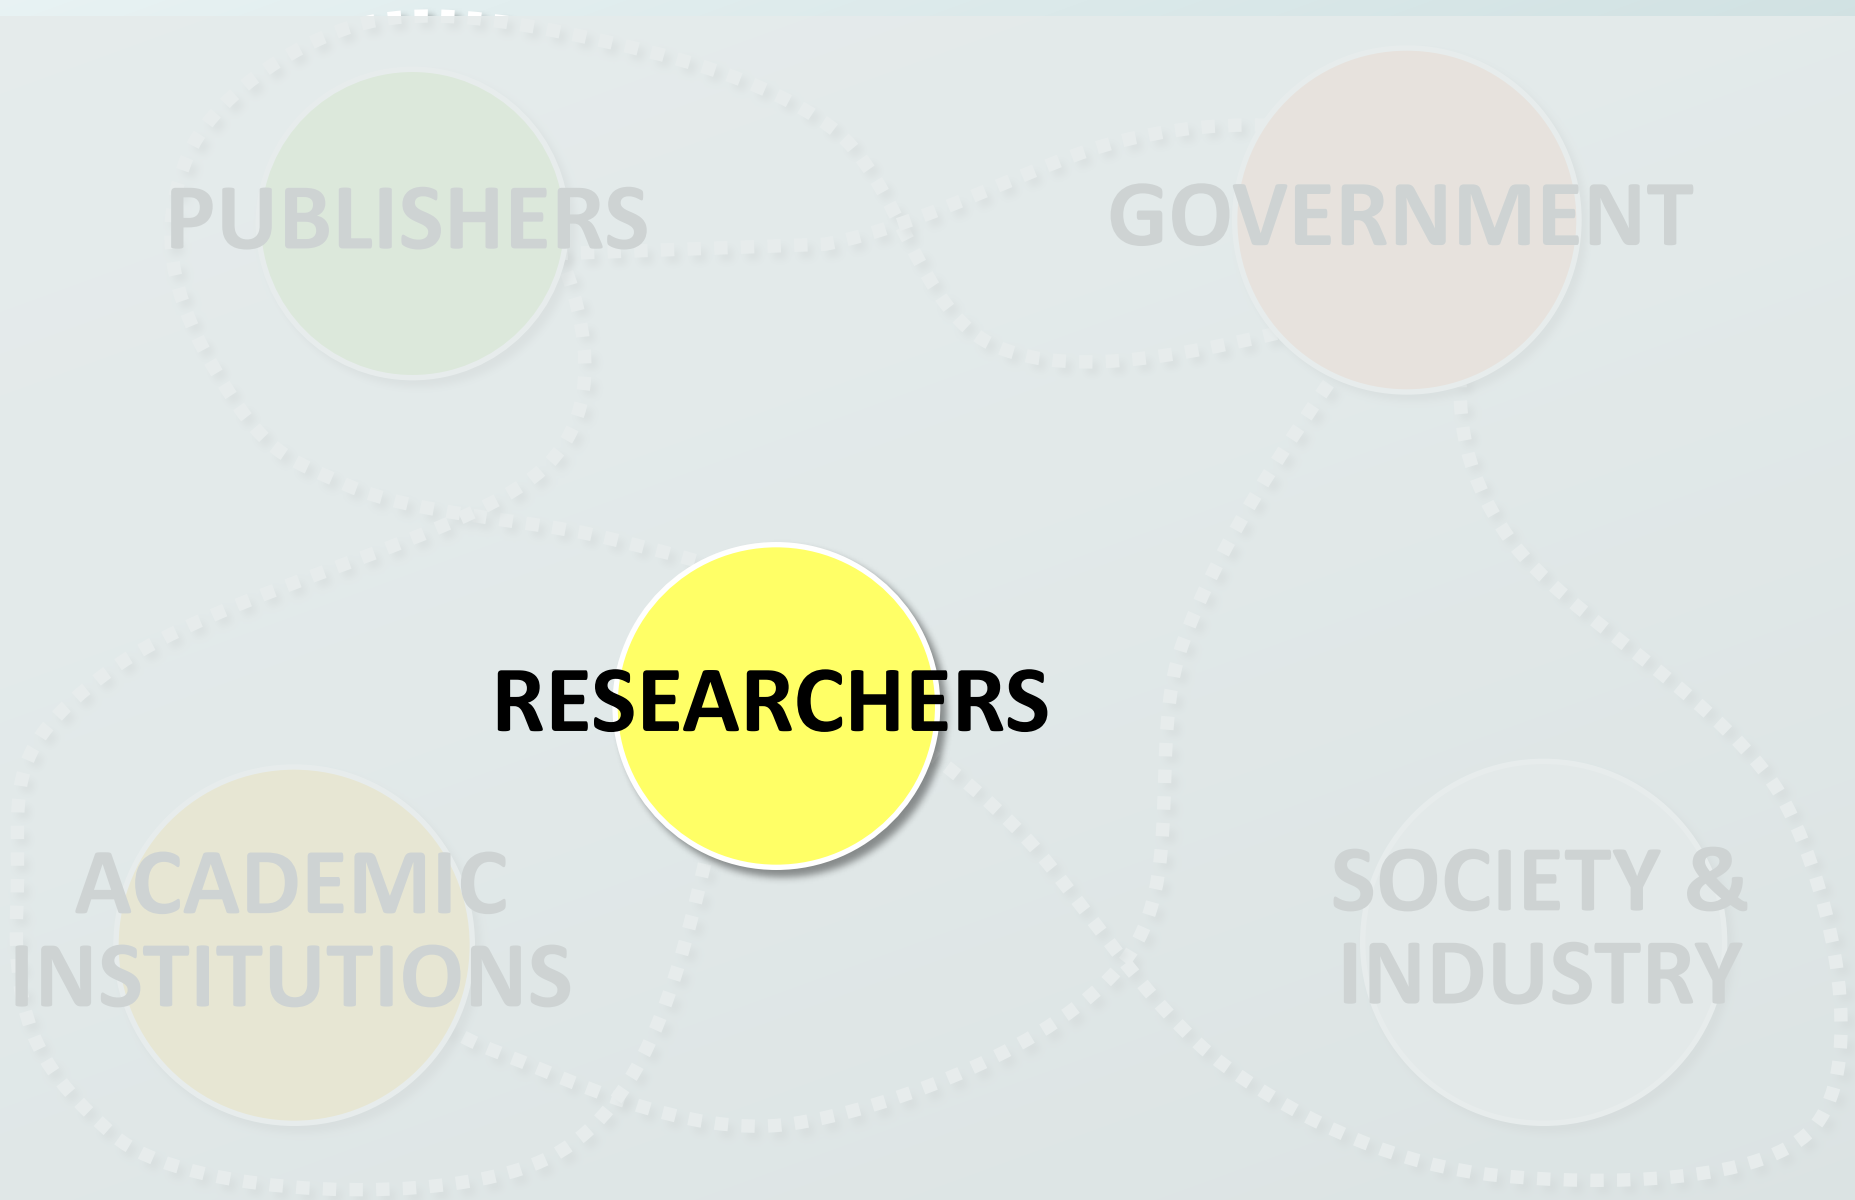 PUBLISHERS
GOVERNMENT
RESEARCHERS
ACADEMIC
INSTITUTIONS
SOCIETY &
INDUSTRY